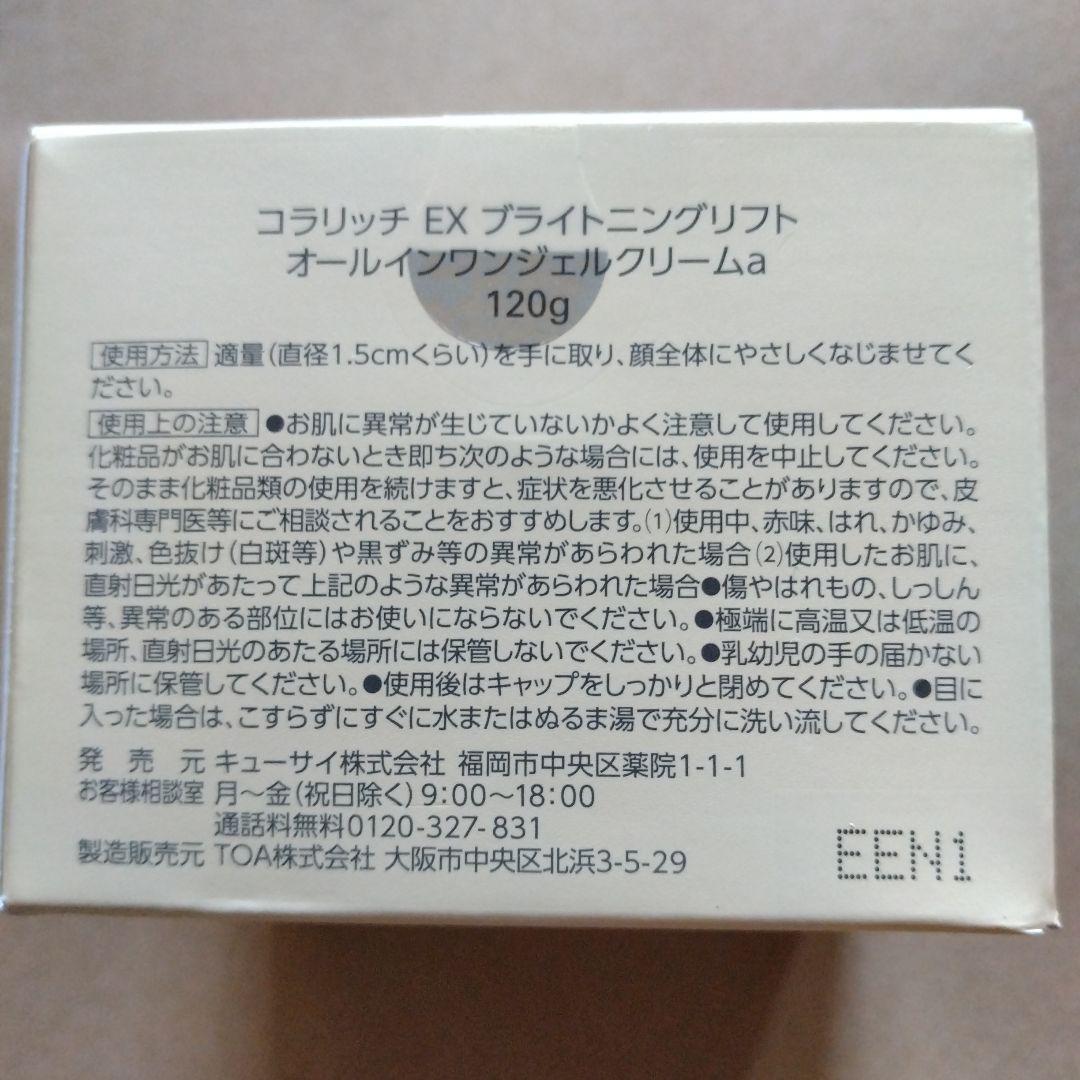 コラリッチ EX ブライトニングリフト
オールインワンジェルクリームa
120g
使用方法 適量(直径1.5cmくらい)を手に取り、顔全体にやさしくなじませてく
ださい。
使用上の注意 ●お肌に異常が生じていないかよく注意して使用してください。
化粧品がお肌に合わないとき即ち次のような場合には、使用を中止してください。
そのまま化粧品類の使用を続けますと、症状を悪化させることがありますので、皮
膚科専門医等にご相談されることをおすすめします。(1)使用中、赤味、はれ、かゆみ、
刺激、色抜け(白斑等)や黒ずみ等の異常があらわれた場合(2)使用したお肌に、
直射日光があたって上記のような異常があらわれた場合●傷やはれもの、しっしん
等、異常のある部位にはお使いにならないでください。●極端に高温又は低温の
場所、直射日光のあたる場所には保管しないでください。●乳幼児の手の届かない
場所に保管してください。●使用後はキャップをしっかりと閉めてください。●目に
入った場合は、こすらずにすぐに水またはぬるま湯で充分に洗い流してください。
発売元 キューサイ株式会社 福岡市中央区薬院1-1-1
お客様相談室 月〜金(祝日除く)9:00〜18:00
通話料無料0120-327-831
製造販売元 TOA株式会社 大阪市中央区北浜3-5-29
EEN1